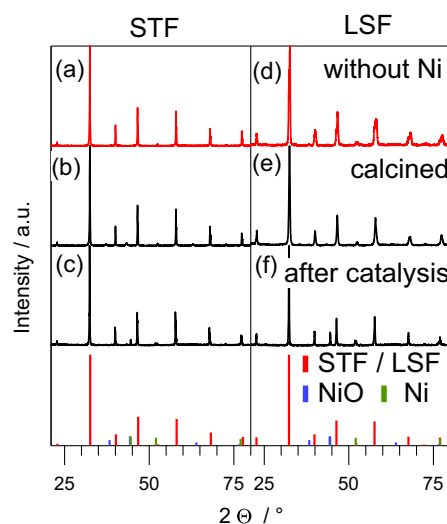 STF LSF
(a) (d) without Ni
(b) (e) calcined
(c) (f) after catalysis
Intensity / a.u.
STF / LSF
NiO Ni
25 50 75 25 50 75
2 Θ / °